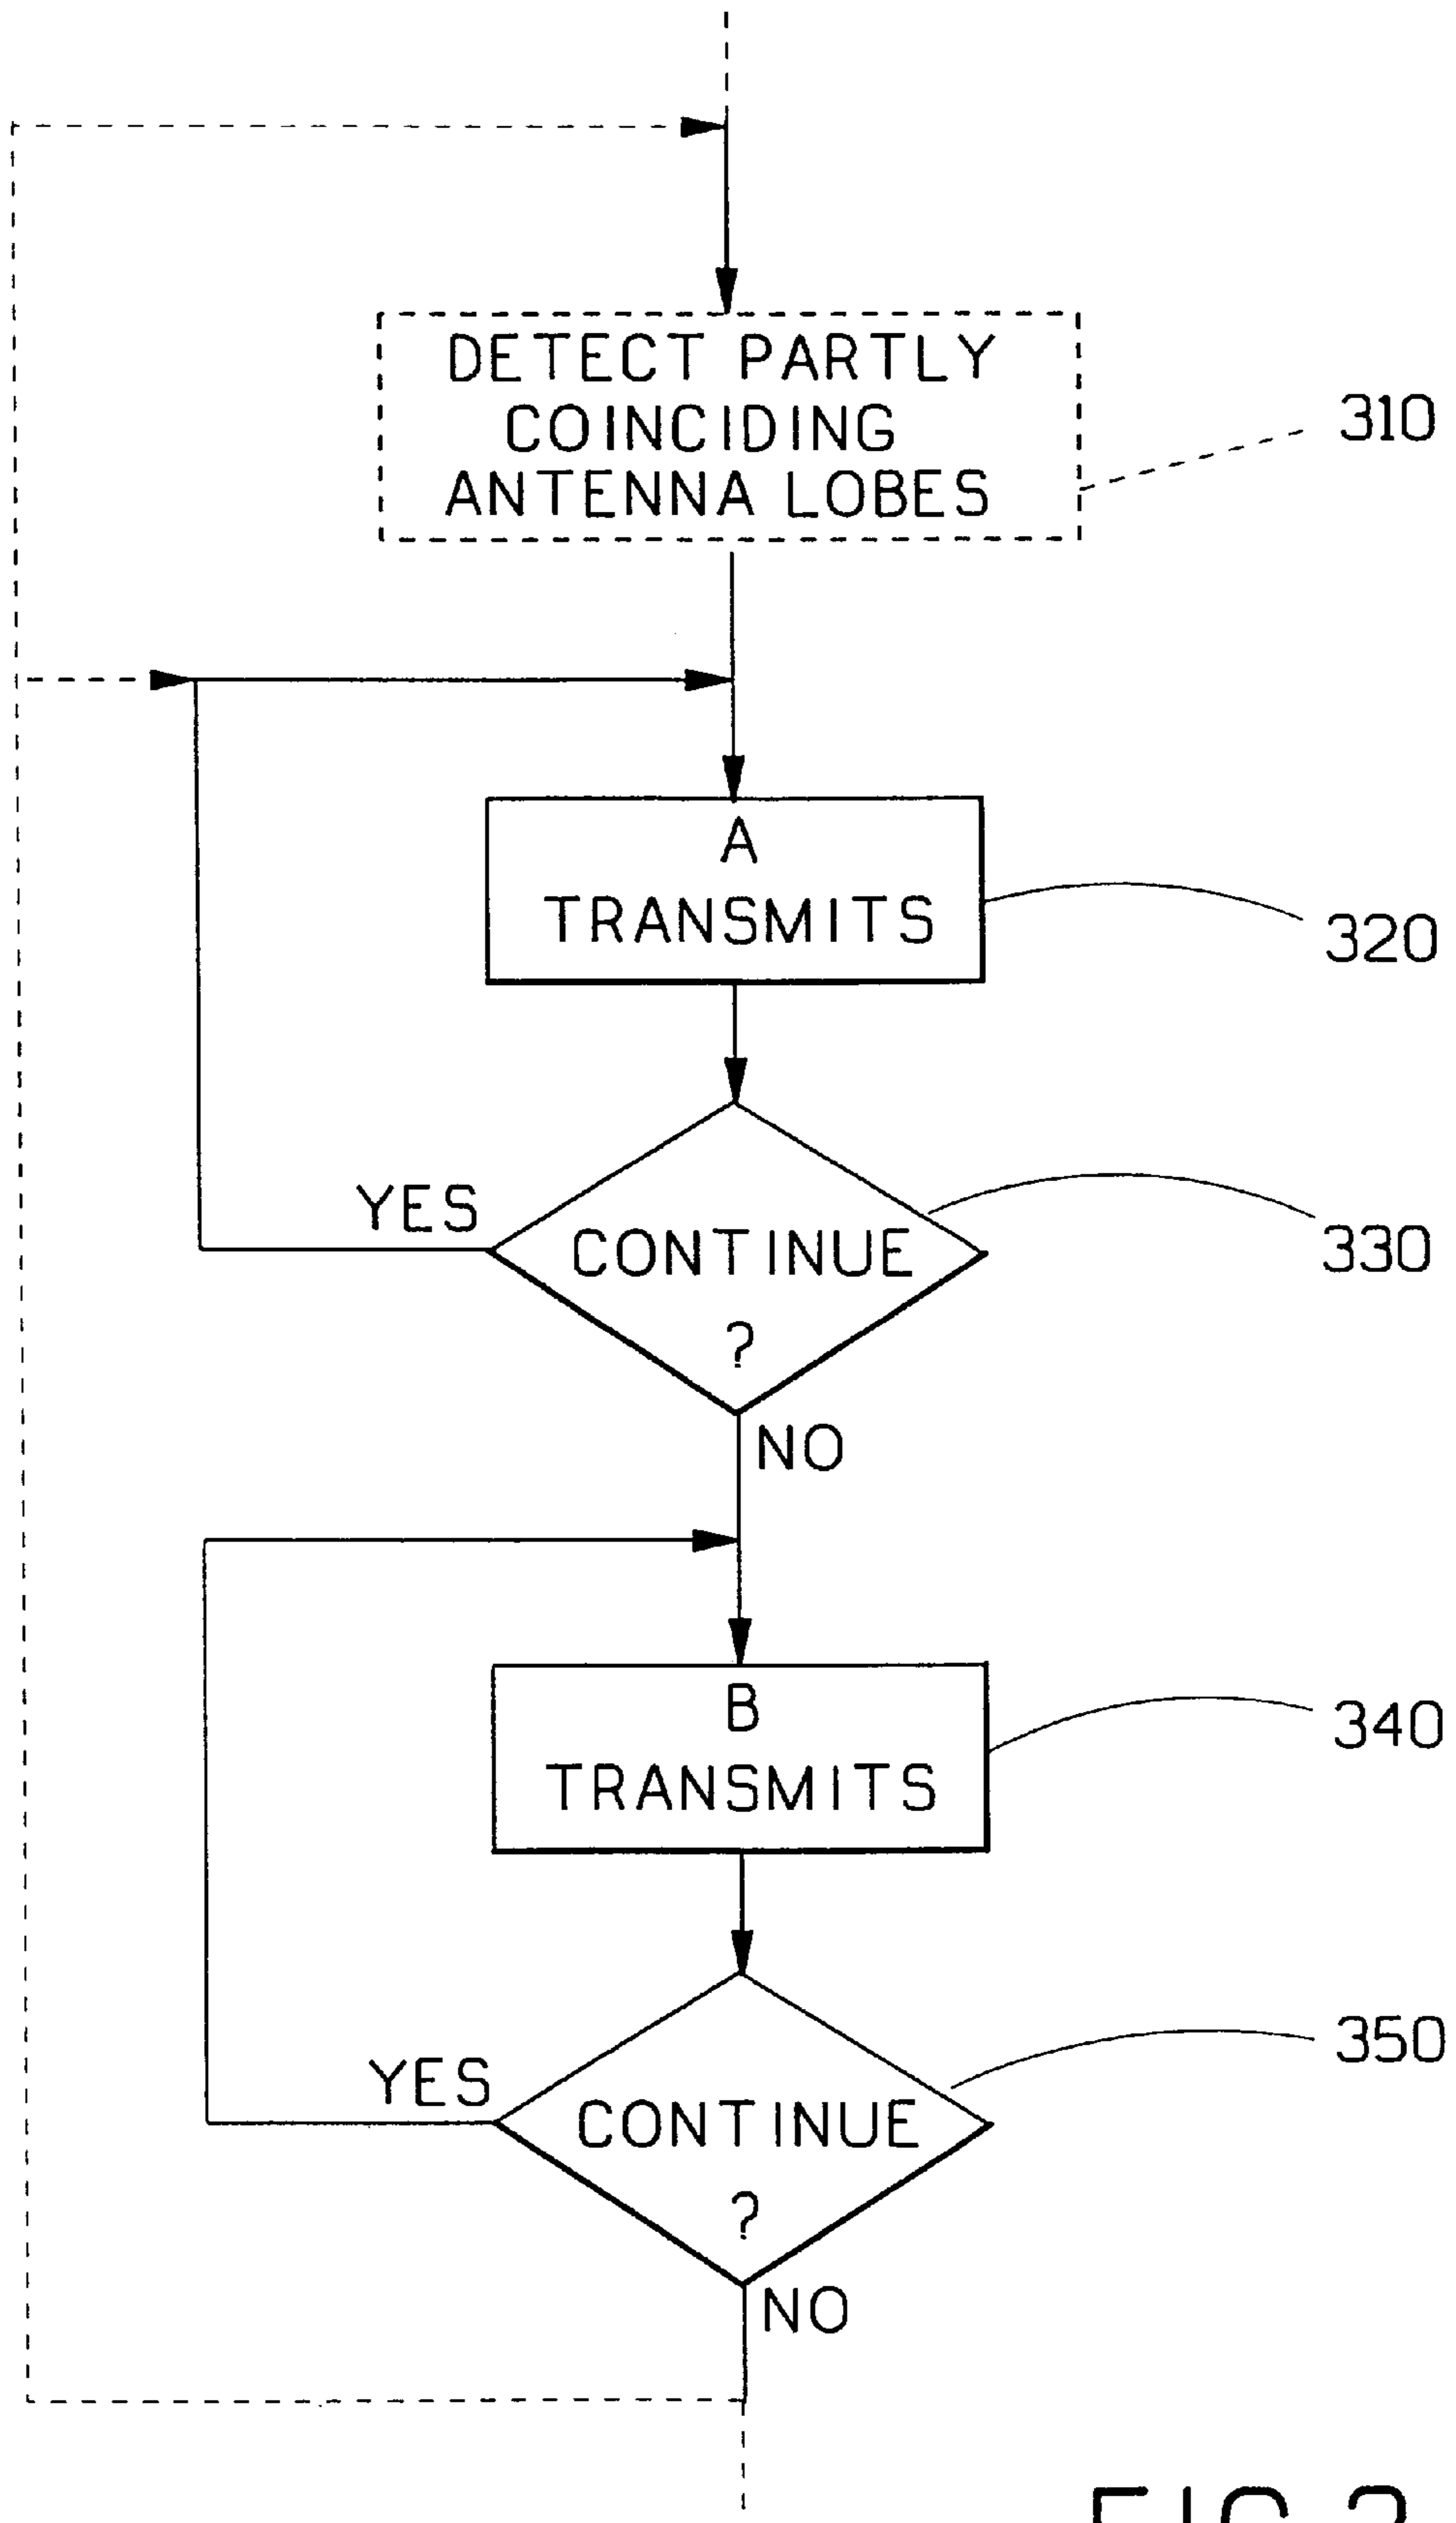 DETECT PARTLY
COINCIDING
ANTENNA LOBES
310
A
TRANSMITS
320
YES
CONTINUE
?
330
NO
B
TRANSMITS
340
YES
CONTINUE
?
350
NO